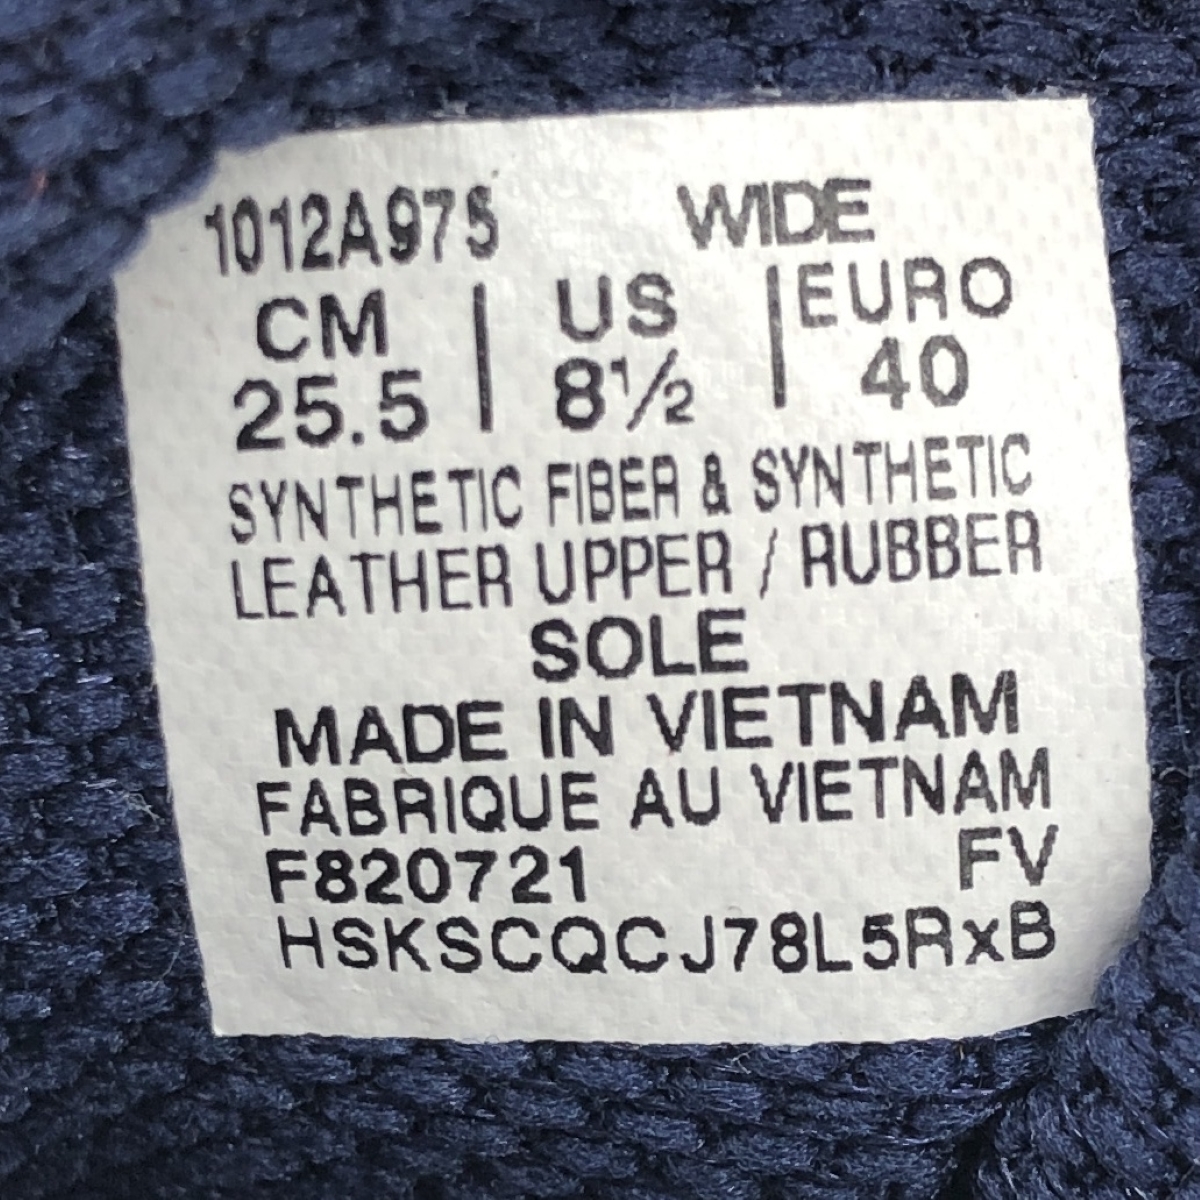 1012A975 WIDE
CM | US | EURO
25.5 | 8½ | 40
SYNTHETIC FIBER & SYNTHETIC
LEATHER UPPER / RUBBER
SOLE
MADE IN VIETNAM
FABRIQUE AU VIETNAM
F820721 FV
HSKSCQCJ78L5RxB